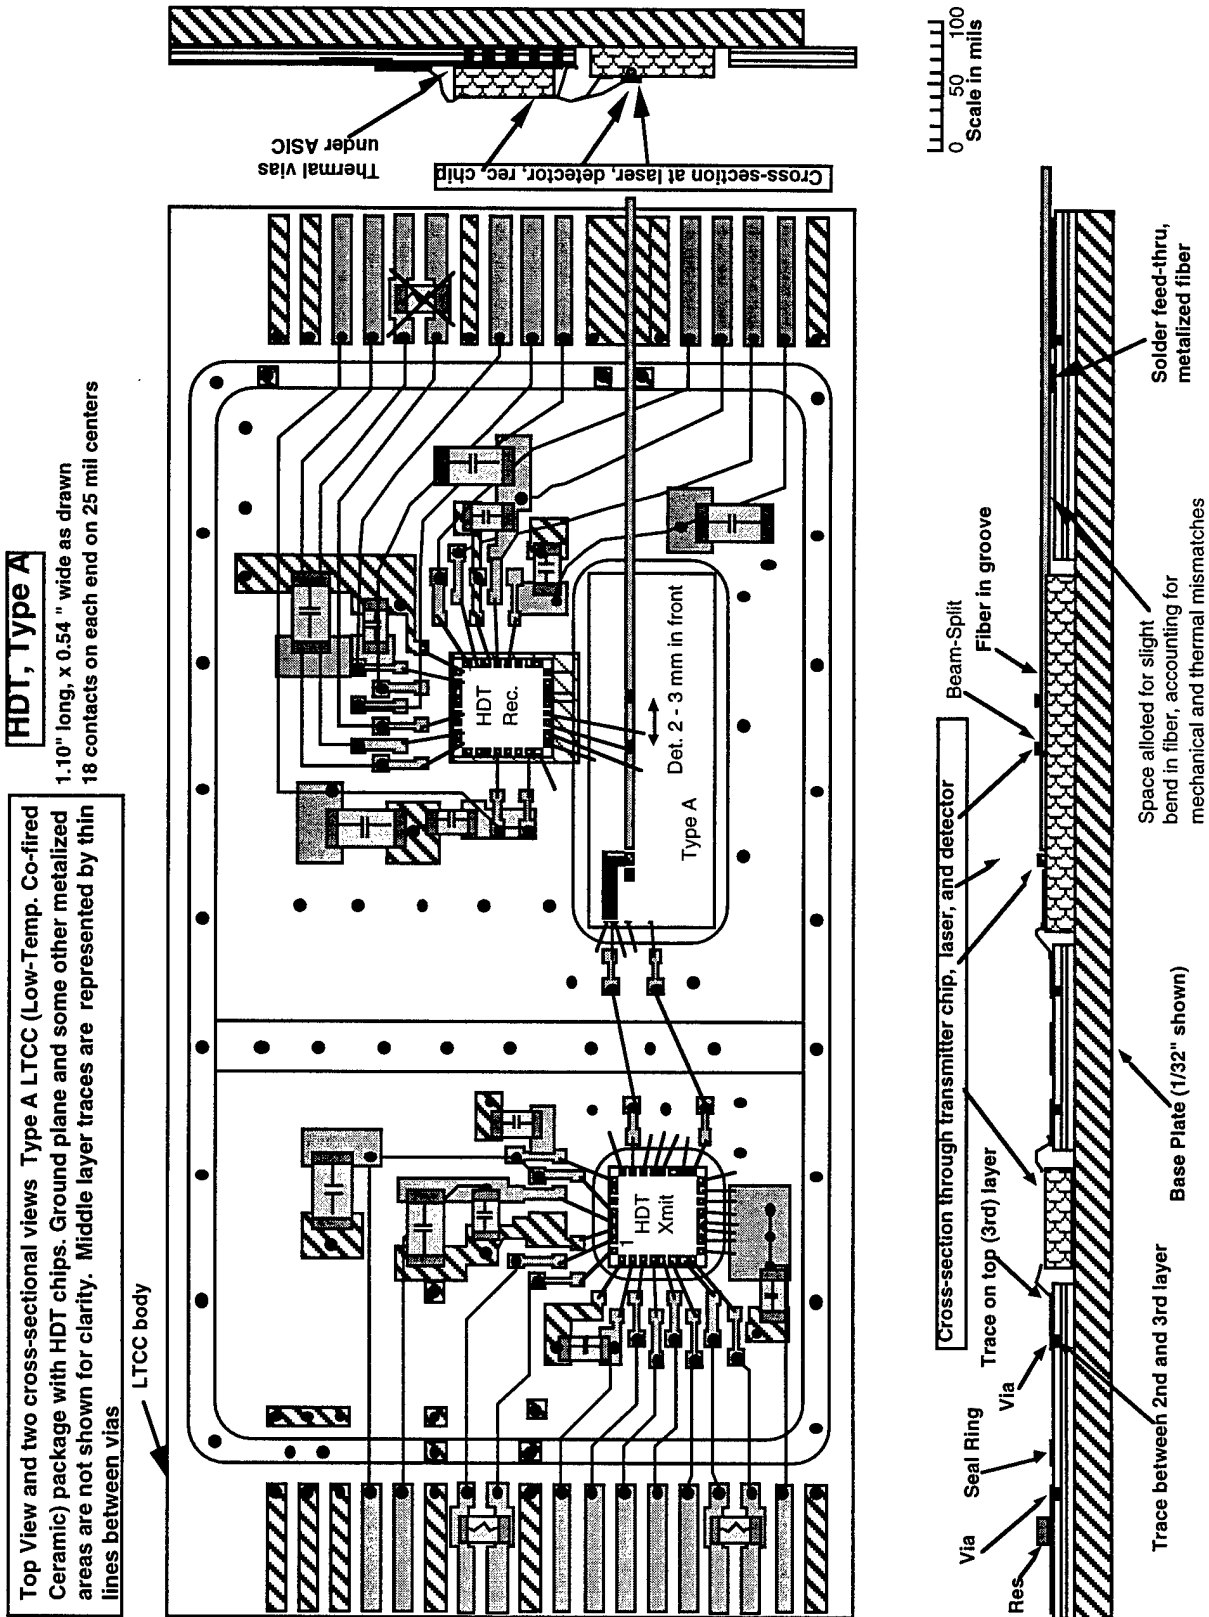 Top View and two cross-sectional views Type A LTCC (Low-Temp. Co-fired
Ceramic) package with HDT chips. Ground plane and some other metalized
areas are not shown for clarity. Middle layer traces are represented by thin
lines between vias
HDT, Type A
1.10" long, x 0.54 " wide as drawn
18 contacts on each end on 25 mil centers
LTCC body
HDT
Rec.
HDT
Xmit
1
Type A
Det. 2 - 3 mm in front
Thermal vias
under ASIC
Cross-section at laser, detector, rec. chip
0 50 100
Scale in mils
Cross-section through transmitter chip, laser, and detector
Beam-Split
Fiber in groove
Trace on top (3rd) layer
Via
Seal Ring
Via
Res
Trace between 2nd and 3rd layer
Base Plate (1/32" shown)
Space alloted for slight
bend in fiber, accounting for
mechanical and thermal mismatches
Solder feed-thru,
metalized fiber